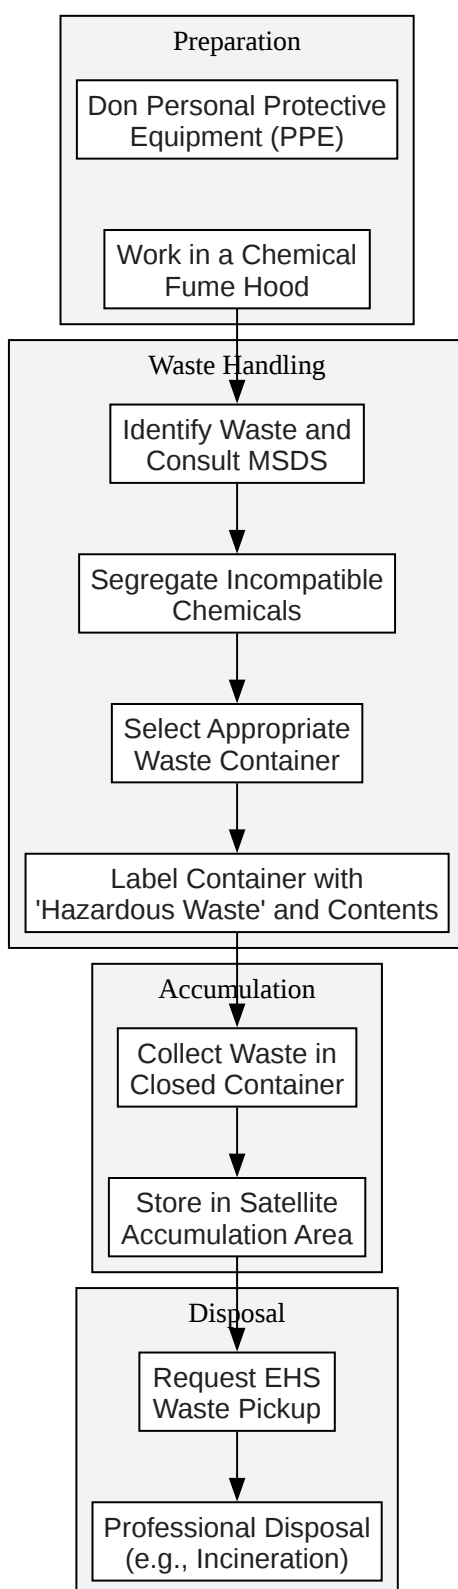 Preparation
Don Personal Protective
Equipment (PPE)
Work in a Chemical
Fume Hood
Waste Handling
Identify Waste and
Consult MSDS
Segregate Incompatible
Chemicals
Select Appropriate
Waste Container
Label Container with
'Hazardous Waste' and Contents
Accumulation
Collect Waste in
Closed Container
Store in Satellite
Accumulation Area
Disposal
Request EHS
Waste Pickup
Professional Disposal
(e.g., Incineration)